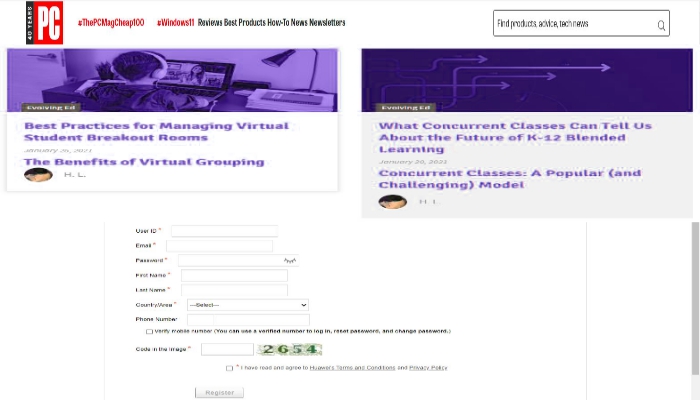 40 YEARS
PC
#ThePCMagCheap100 #Windows11 Reviews Best Products How-To News Newsletters
Find products, advice, tech news
Evolving Ed
Best Practices for Managing Virtual
Student Breakout Rooms
January 26, 2021
The Benefits of Virtual Grouping
H. L.
Evolving Ed
What Concurrent Classes Can Tell Us
About the Future of K-12 Blended
Learning
January 20, 2021
Concurrent Classes: A Popular (and
Challenging) Model
H. L.
User ID *
Email *
Password *
First Name *
Last Name *
Country/Area * ---Select---
Phone Number
Verify mobile number (You can use a verified number to log in, reset password, and change password.)
Code in the Image * 2654
* I have read and agree to Huawei's Terms and Conditions and Privacy Policy
Register